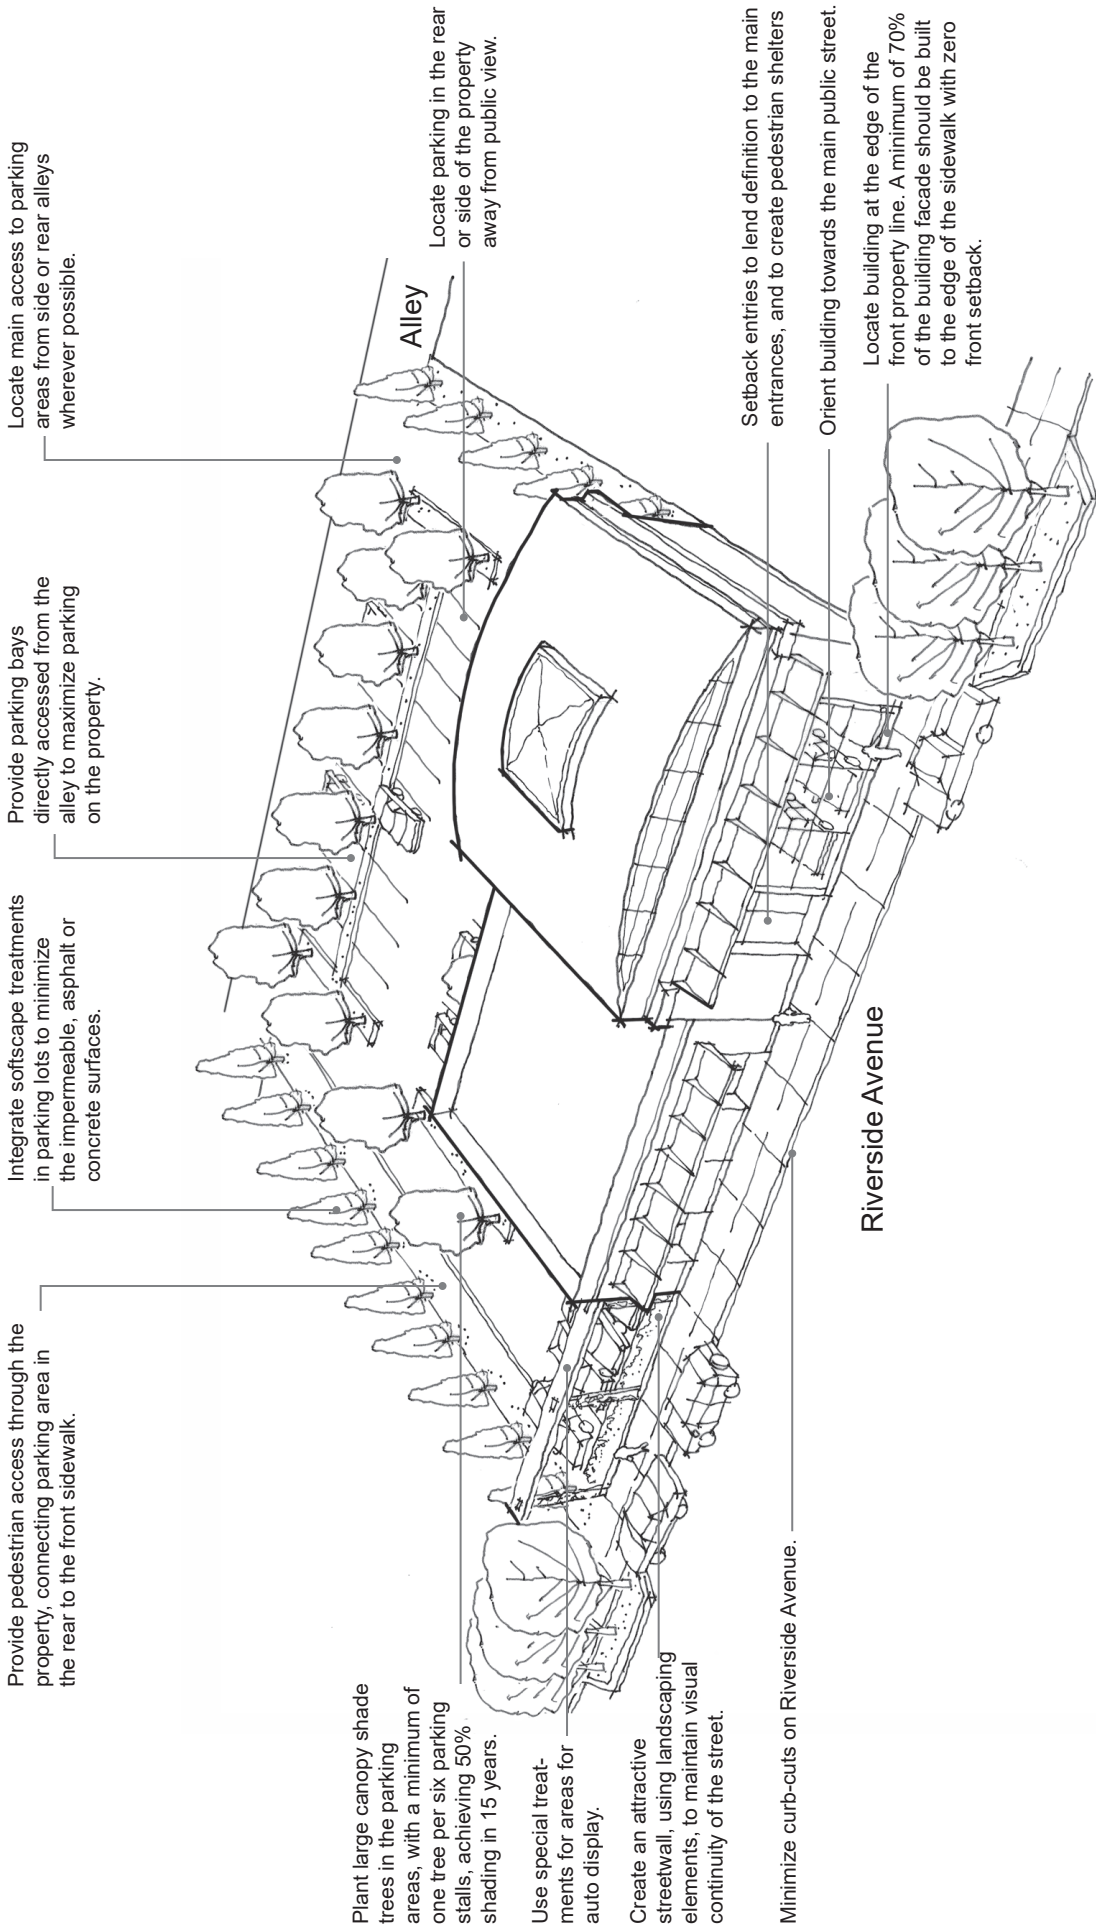 Provide pedestrian access through the
property, connecting parking area in
the rear to the front sidewalk.
Integrate softscape treatments
in parking lots to minimize
the impermeable, asphalt or
concrete surfaces.
Provide parking bays
directly accessed from the
alley to maximize parking
on the property.
Locate main access to parking
areas from side or rear alleys
wherever possible.
Alley
Locate parking in the rear
or side of the property
away from public view.
Plant large canopy shade
trees in the parking
areas, with a minimum of
one tree per six parking
stalls, achieving 50%
shading in 15 years.
Use special treat-
ments for areas for
auto display.
Create an attractive
streetwall, using landscaping
elements, to maintain visual
continuity of the street.
Minimize curb-cuts on Riverside Avenue.
Riverside Avenue
Setback entries to lend definition to the main
entrances, and to create pedestrian shelters
Orient building towards the main public street.
Locate building at the edge of the
front property line. A minimum of 70%
of the building facade should be built
to the edge of the sidewalk with zero
front setback.